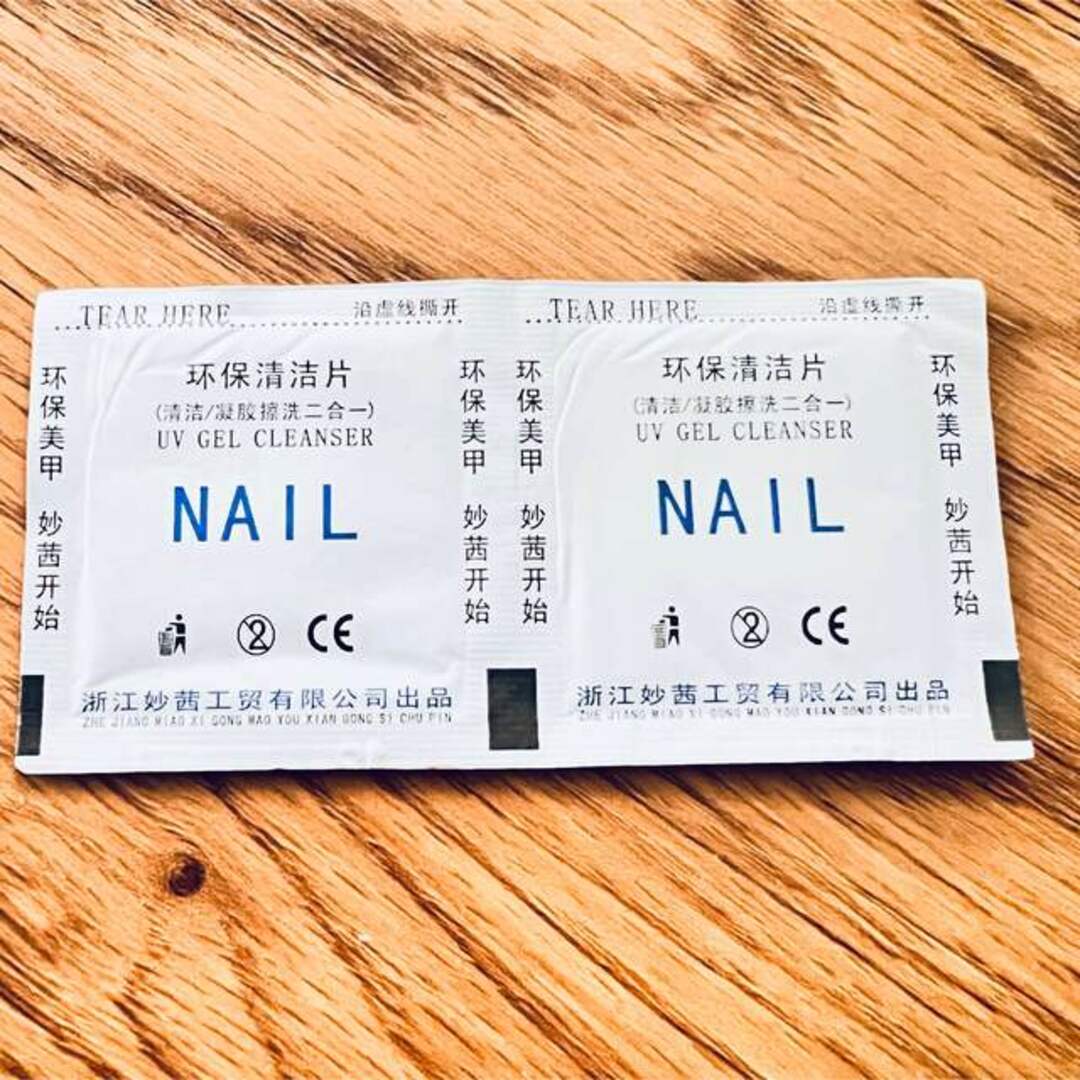 TEAR HERE 沿虚线撕开
环保美甲 妙茜开始
环保清洁片
(清洁/凝胶擦洗二合一)
UV GEL CLEANSER
NAIL
2
CE
浙江妙茜工贸有限公司出品
ZHE JIANG MIAO XI GONG MAO YOU XIAN GONG SI CHU PIN
环保美甲 妙茜开始
TEAR HERE 沿虚线撕开
环保美甲 妙茜开始
环保清洁片
(清洁/凝胶擦洗二合一)
UV GEL CLEANSER
NAIL
2
CE
浙江妙茜工贸有限公司出品
ZHE JIANG MIAO XI GONG MAO YOU XIAN GONG SI CHU PIN
环保美甲 妙茜开始